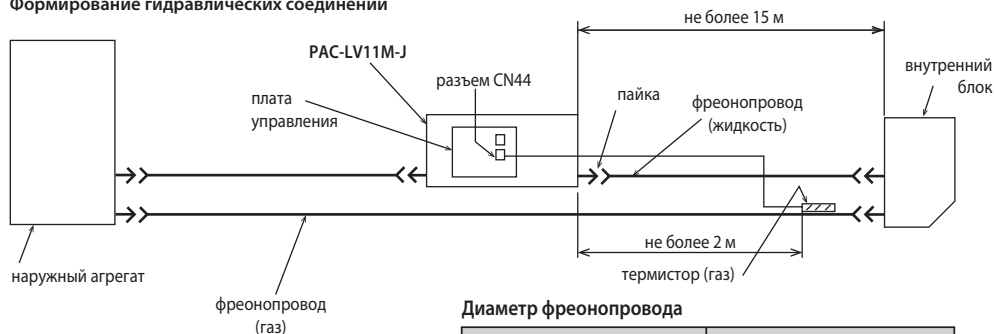 Формирование гидравлических соединений
не более 15 м
PAC-LV11M-J
разъем CN44
внутренний
блок
плата
управления
пайка
фреонопровод
(жидкость)
не более 2 м
наружный агрегат
термистор (газ)
фреонопровод
(газ)
Диаметр фреонопровода